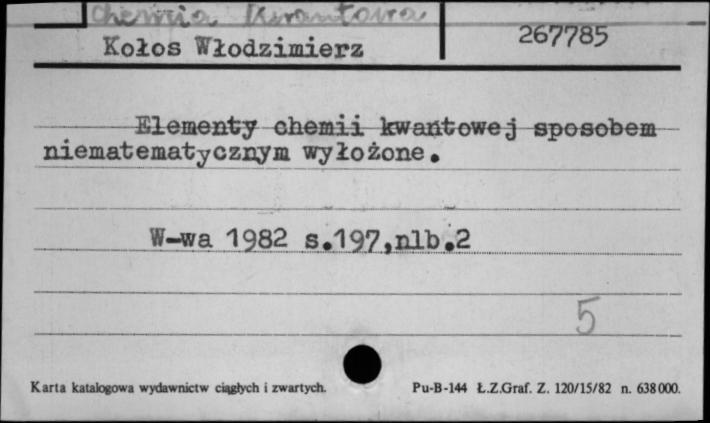 Chemia Kwantowa
Kołos Włodzimierz
267785
Elementy chemii kwantowej sposobem
niematematycznym wyłożone.
W-wa 1982 s.197,nlb.2
5
Karta katalogowa wydawnictw ciągłych i zwartych.
Pu-B-144 Ł.Z.Graf. Z. 120/15/82 n. 638000.